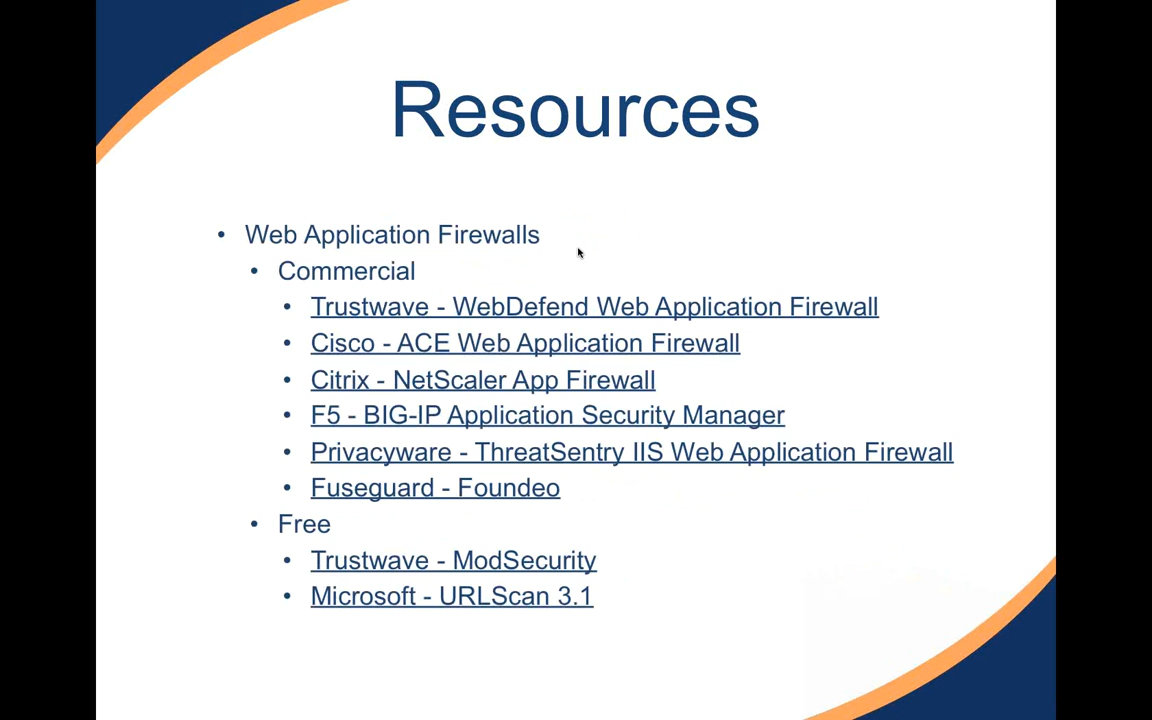 Resources
• Web Application Firewalls
• Commercial
• Trustwave - WebDefend Web Application Firewall
• Cisco - ACE Web Application Firewall
• Citrix - NetScaler App Firewall
• F5 - BIG-IP Application Security Manager
• Privacyware - ThreatSentry IIS Web Application Firewall
• Fuseguard - Foundeo
• Free
• Trustwave - ModSecurity
• Microsoft - URLScan 3.1